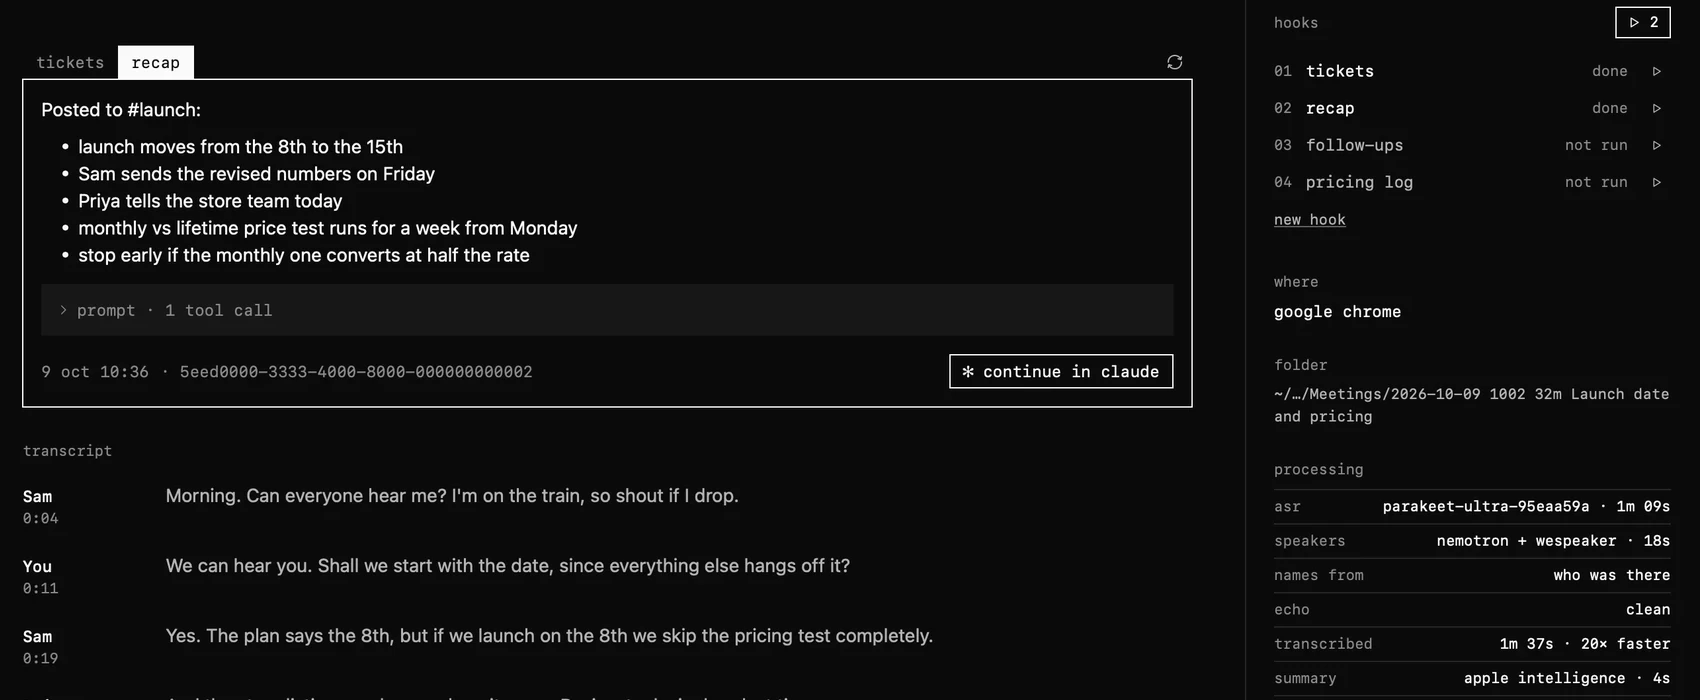 tickets recap
Posted to #launch:
• launch moves from the 8th to the 15th
• Sam sends the revised numbers on Friday
• Priya tells the store team today
• monthly vs lifetime price test runs for a week from Monday
• stop early if the monthly one converts at half the rate
> prompt · 1 tool call
9 oct 10:36 · 5eed0000-3333-4000-8000-000000000002
✻ continue in claude
transcript
Sam
0:04
Morning. Can everyone hear me? I'm on the train, so shout if I drop.
You
0:11
We can hear you. Shall we start with the date, since everything else hangs off it?
Sam
0:19
Yes. The plan says the 8th, but if we launch on the 8th we skip the pricing test completely.
hooks
▷ 2
01 tickets done ▷
02 recap done ▷
03 follow-ups not run ▷
04 pricing log not run ▷
new hook
where
google chrome
folder
~/…/Meetings/2026-10-09 1002 32m Launch date
and pricing
processing
asr parakeet-ultra-95eaa59a · 1m 09s
speakers nemotron + wespeaker · 18s
names from who was there
echo clean
transcribed 1m 37s · 20× faster
summary apple intelligence · 4s